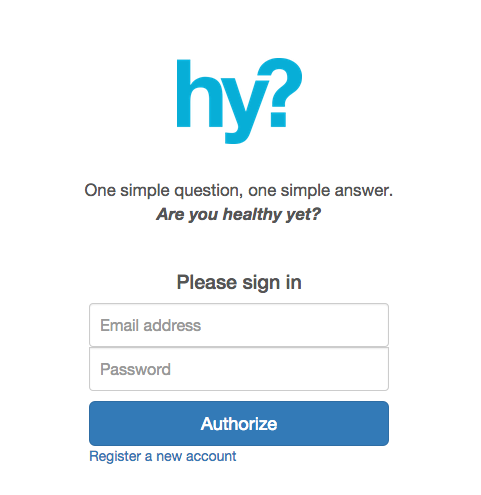 hy?
One simple question, one simple answer.
Are you healthy yet?
Please sign in
Email address
Password
Authorize
Register a new account